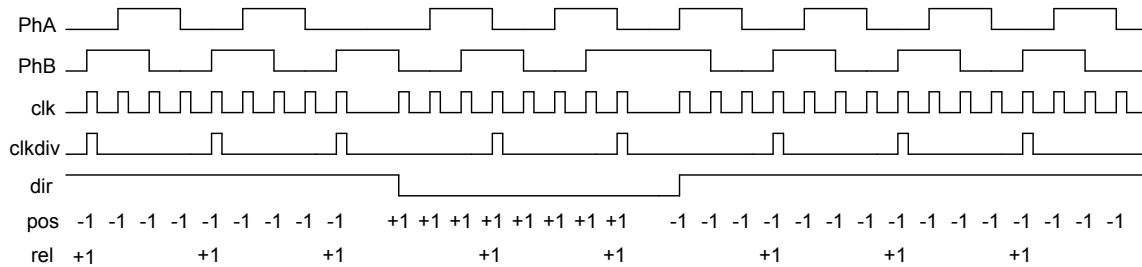 PhA
PhB
clk
clkdiv
dir
pos -1 -1 -1 -1 -1 -1 -1 -1 -1 +1 +1 +1 +1 +1 +1 +1 +1 -1 -1 -1 -1 -1 -1 -1 -1 -1 -1 -1 -1 -1 -1 -1
rel +1 +1 +1 +1 +1 +1 +1 +1